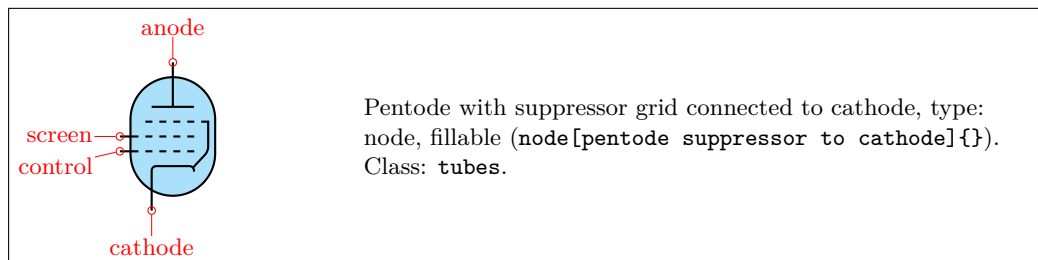 anode
screen
control
cathode
Pentode with suppressor grid connected to cathode, type:
node, fillable (node[pentode suppressor to cathode]{}).
Class: tubes.